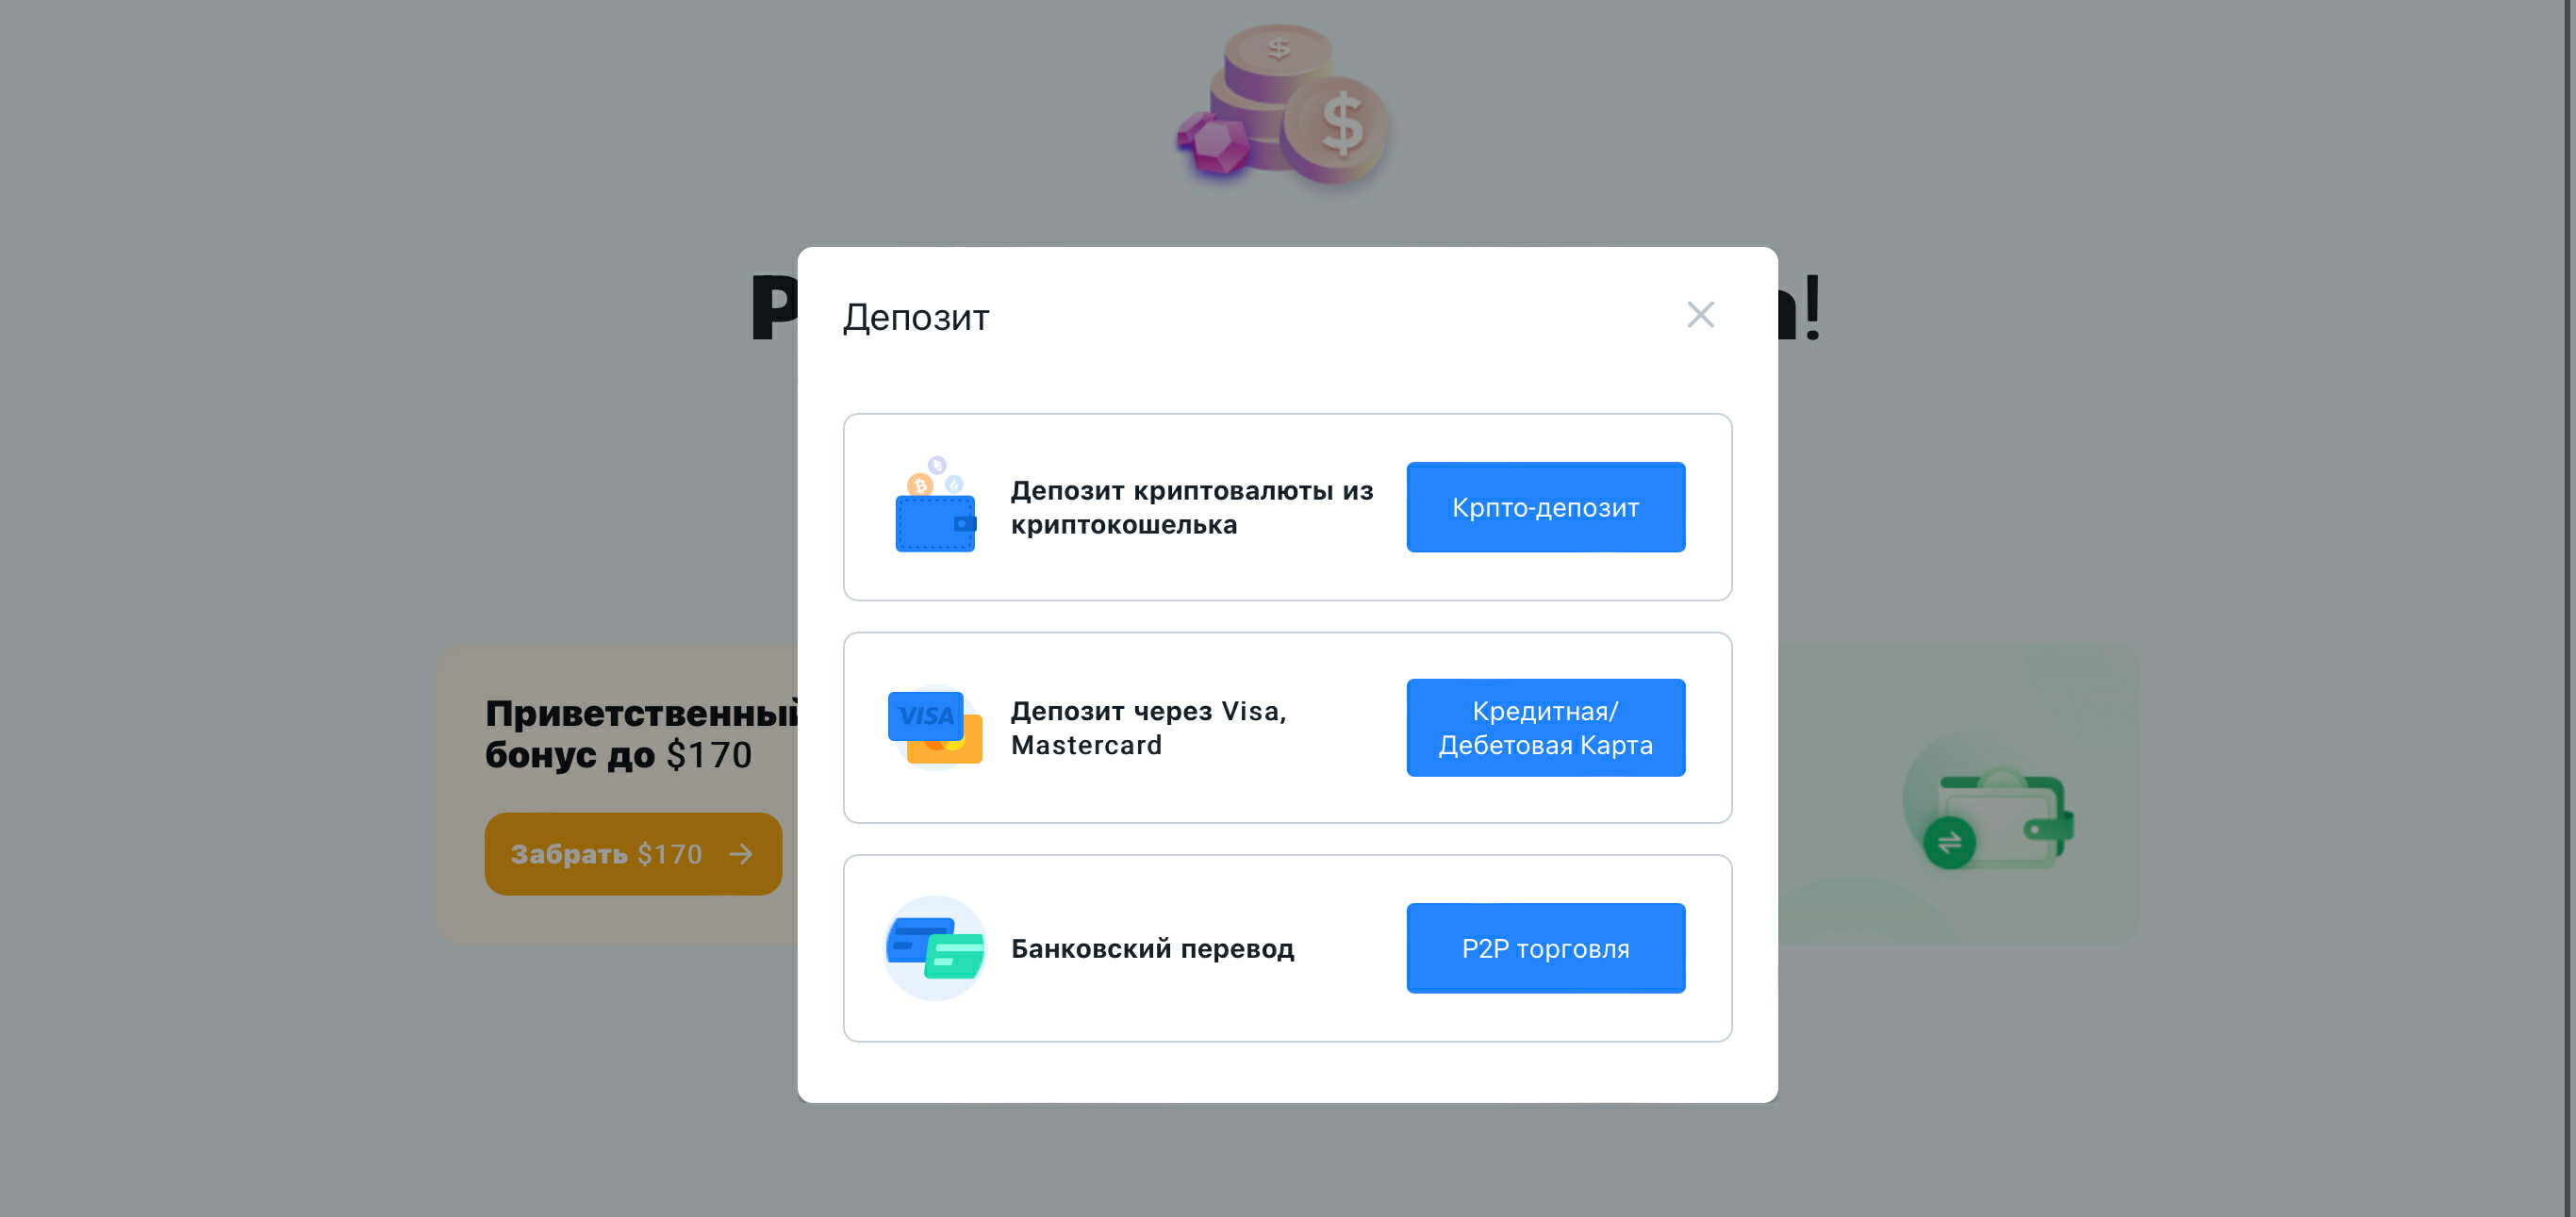 Депозит
Депозит криптовалюты из
криптокошелька
Крпто-депозит
VISA
Депозит через Visa,
Mastercard
Кредитная/
Дебетовая Карта
Банковский перевод
P2P торговля
Приветственный
бонус до $170
Забрать $170